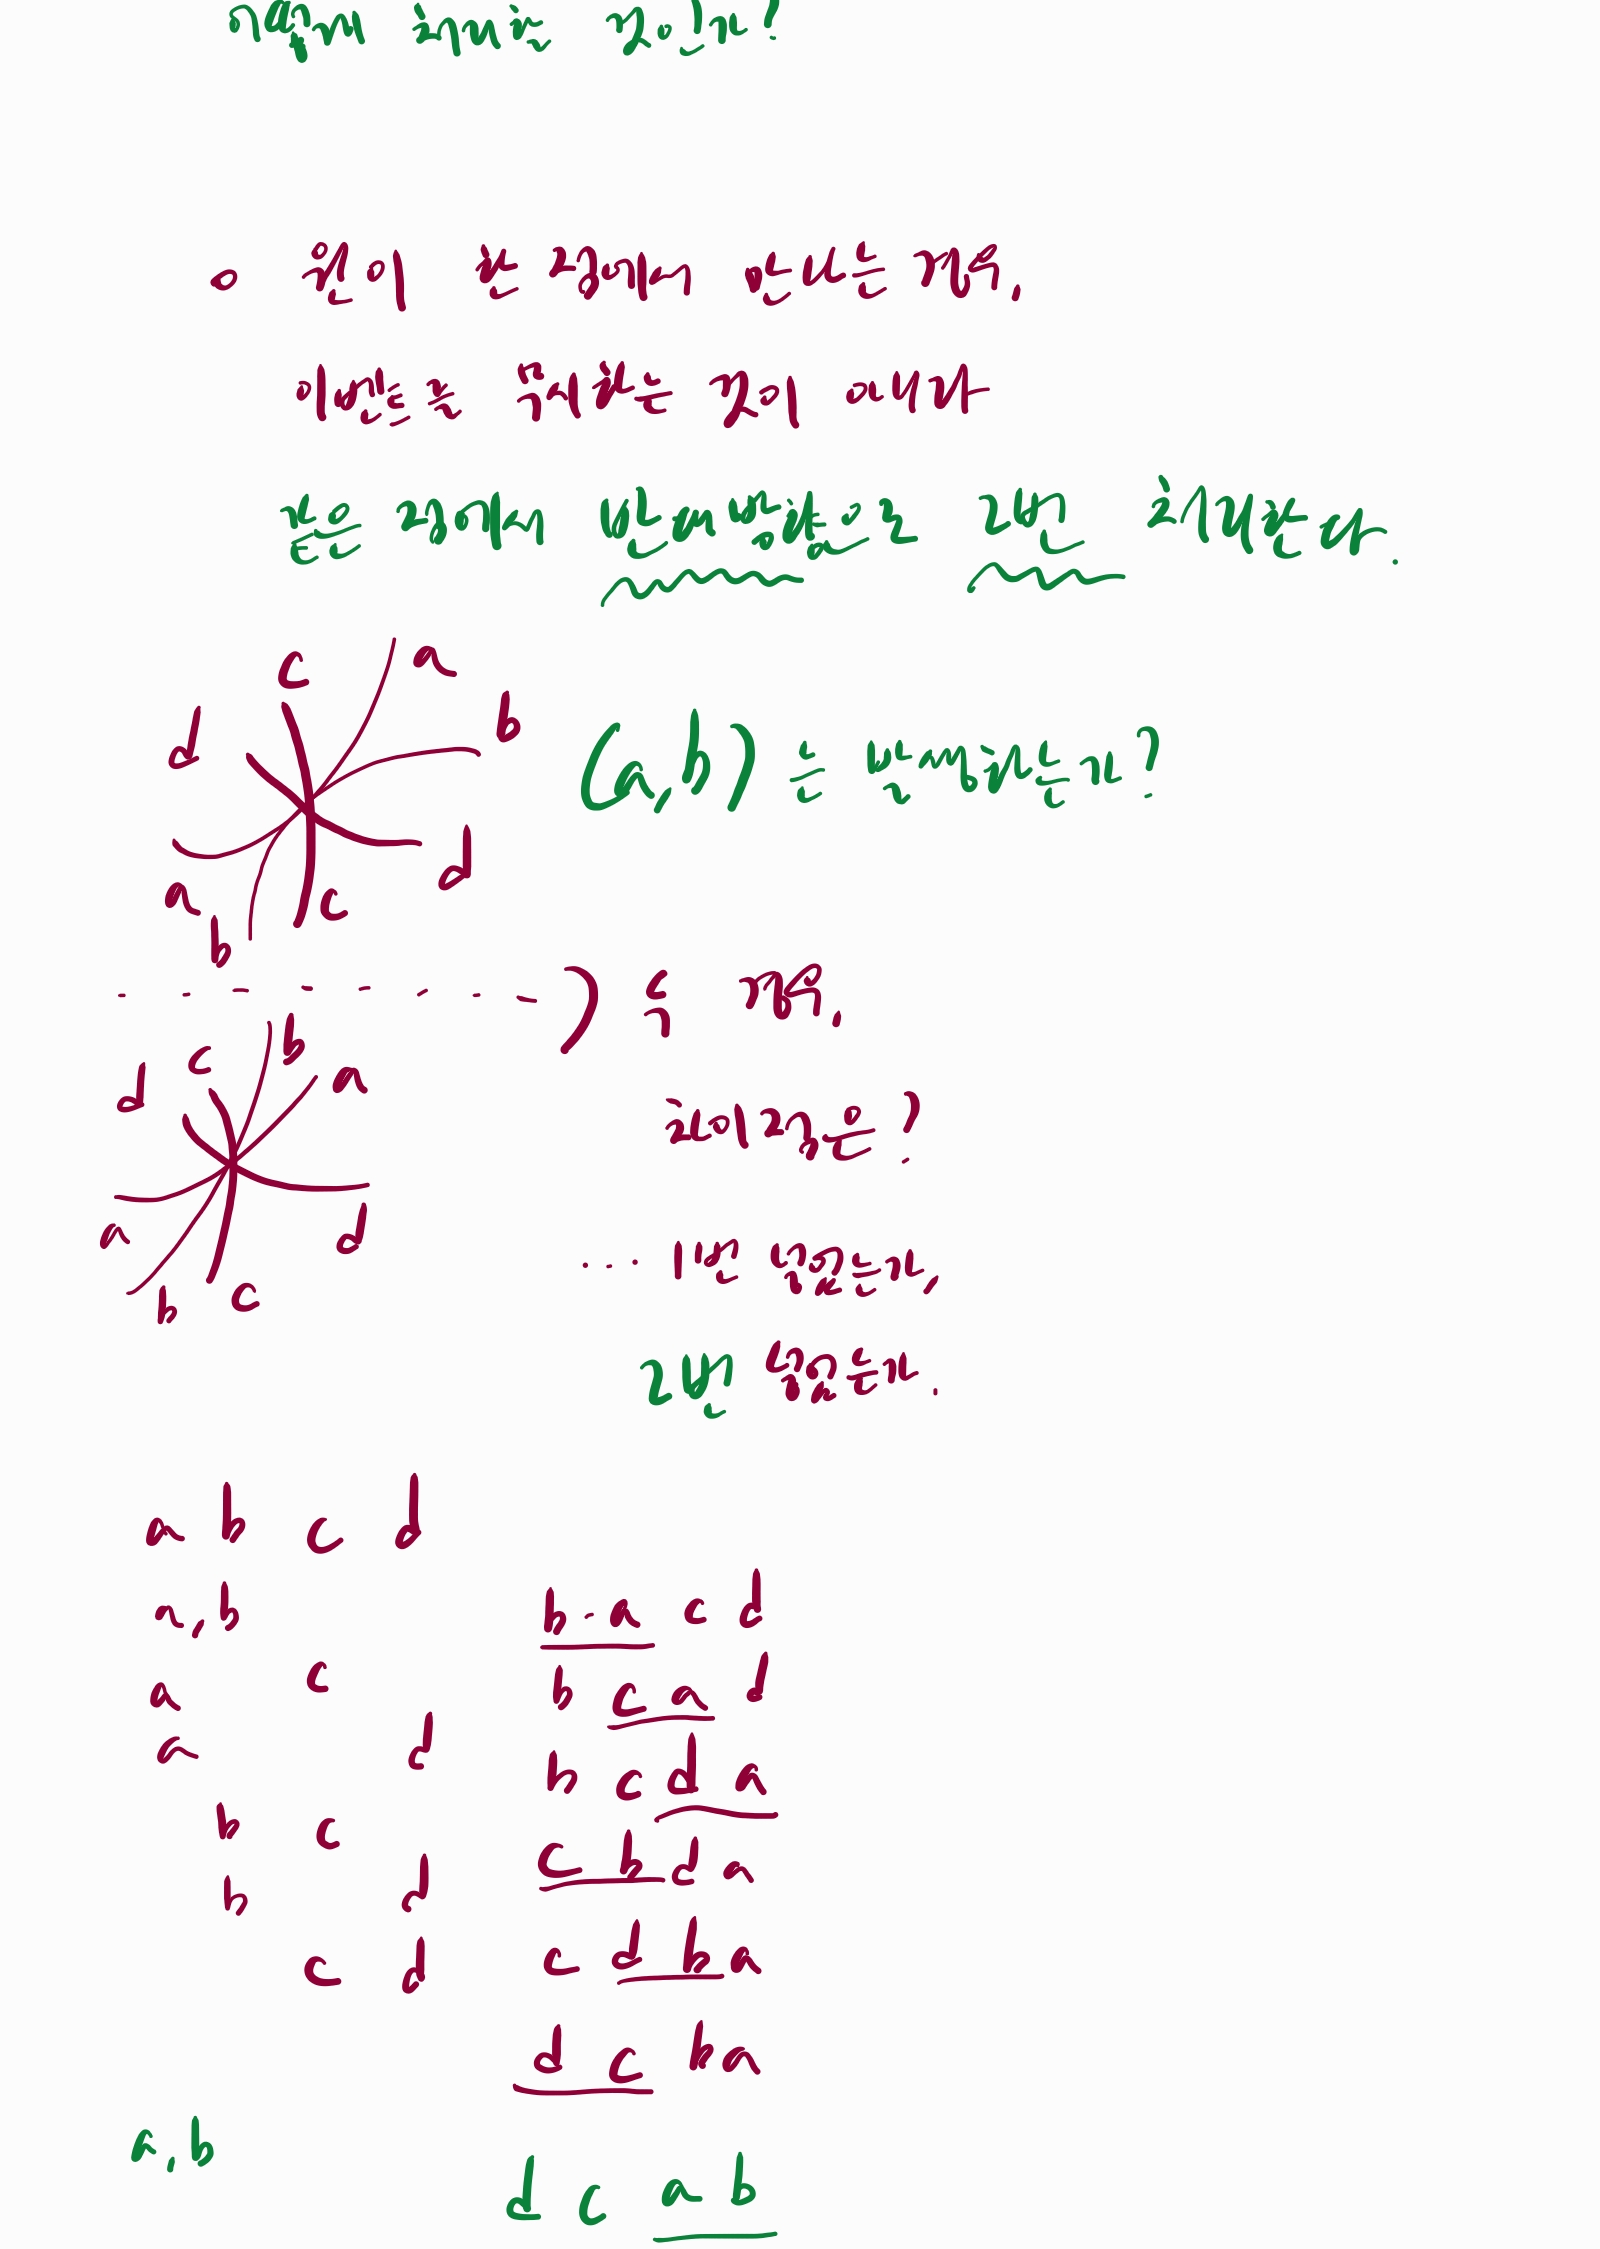 어떻게 처리할 것인가?
o 원이 한 점에서 만나는 경우,
이벤트를 무시하는 것이 아니라
같은 점에서 반대방향으로 2번 처리한다.
c a
d b
(a,b) 는 발생하는가?
a c d
b
) 두 경우,
d c b a
차이점은?
a d
b c
... 1번 넣었는가,
2번 넣었는가.
a b c d
a,b b a c d
a c b c a d
a d b c d a
b c c b d a
b d c d b a
c d d c b a
a,b d c a b